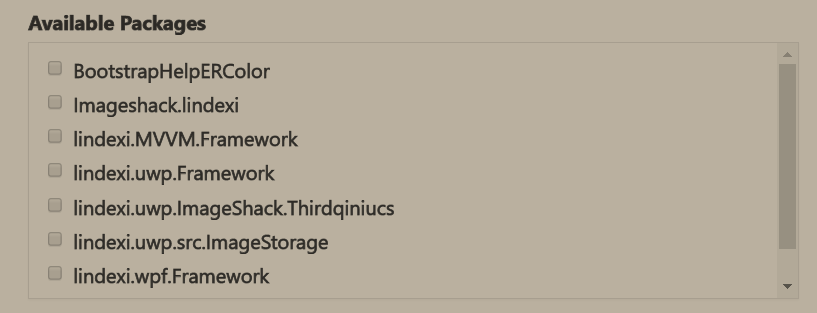 Available Packages
BootstrapHelpERColor
Imageshack.lindexi
lindexi.MVVM.Framework
lindexi.uwp.Framework
lindexi.uwp.ImageShack.Thirdqiniucs
lindexi.uwp.src.ImageStorage
lindexi.wpf.Framework